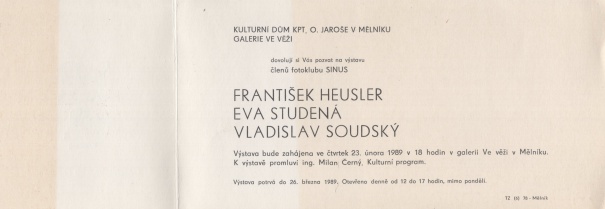 KULTURNÍ DŮM KPT. O. JAROŠE V MĚLNÍKU
GALERIE VE VĚŽI
dovolují si Vás pozvat na výstavu
členů fotoklubu SINUS
FRANTIŠEK HEUSLER
EVA STUDENÁ
VLADISLAV SOUDSKÝ
Výstava bude zahájena ve čtvrtek 23. února 1989 v 18 hodin v galerii Ve věži v Mělníku.
K výstavě promluví ing. Milan Černý, Kulturní program.
Výstava potrvá do 26. března 1989. Otevřeno denně od 12 do 17 hodin, mimo pondělí.
Mělník